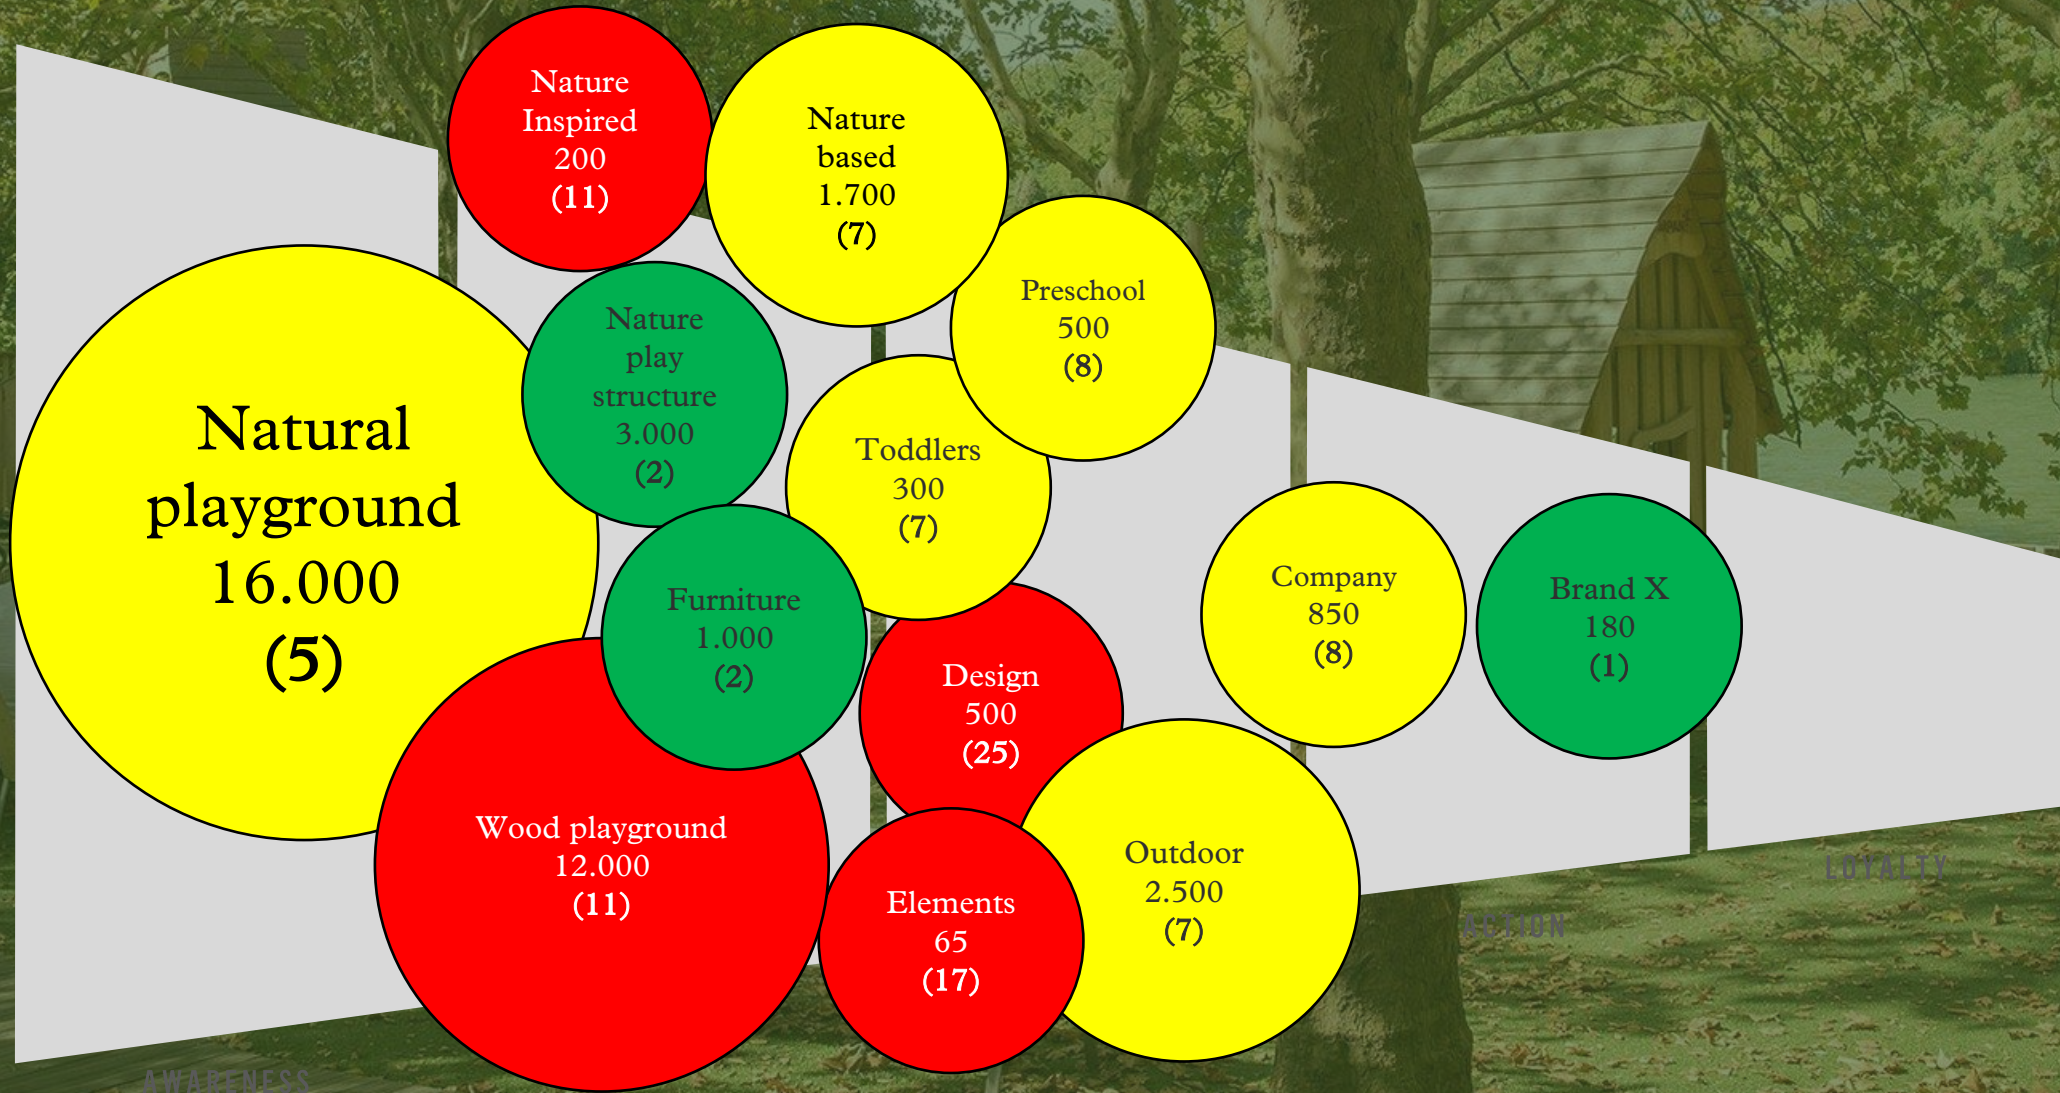 Nature
Inspired
200
(11)
Nature
based
1.700
(7)
Preschool
500
(8)
Nature
play
structure
3.000
(2)
Natural
playground
16.000
(5)
Toddlers
300
(7)
Furniture
1.000
(2)
Company
850
(8)
Brand X
180
(1)
Design
500
(25)
Wood playground
12.000
(11)
Outdoor
2.500
(7)
Elements
65
(17)
LOYALTY
ACTION
AWARENESS